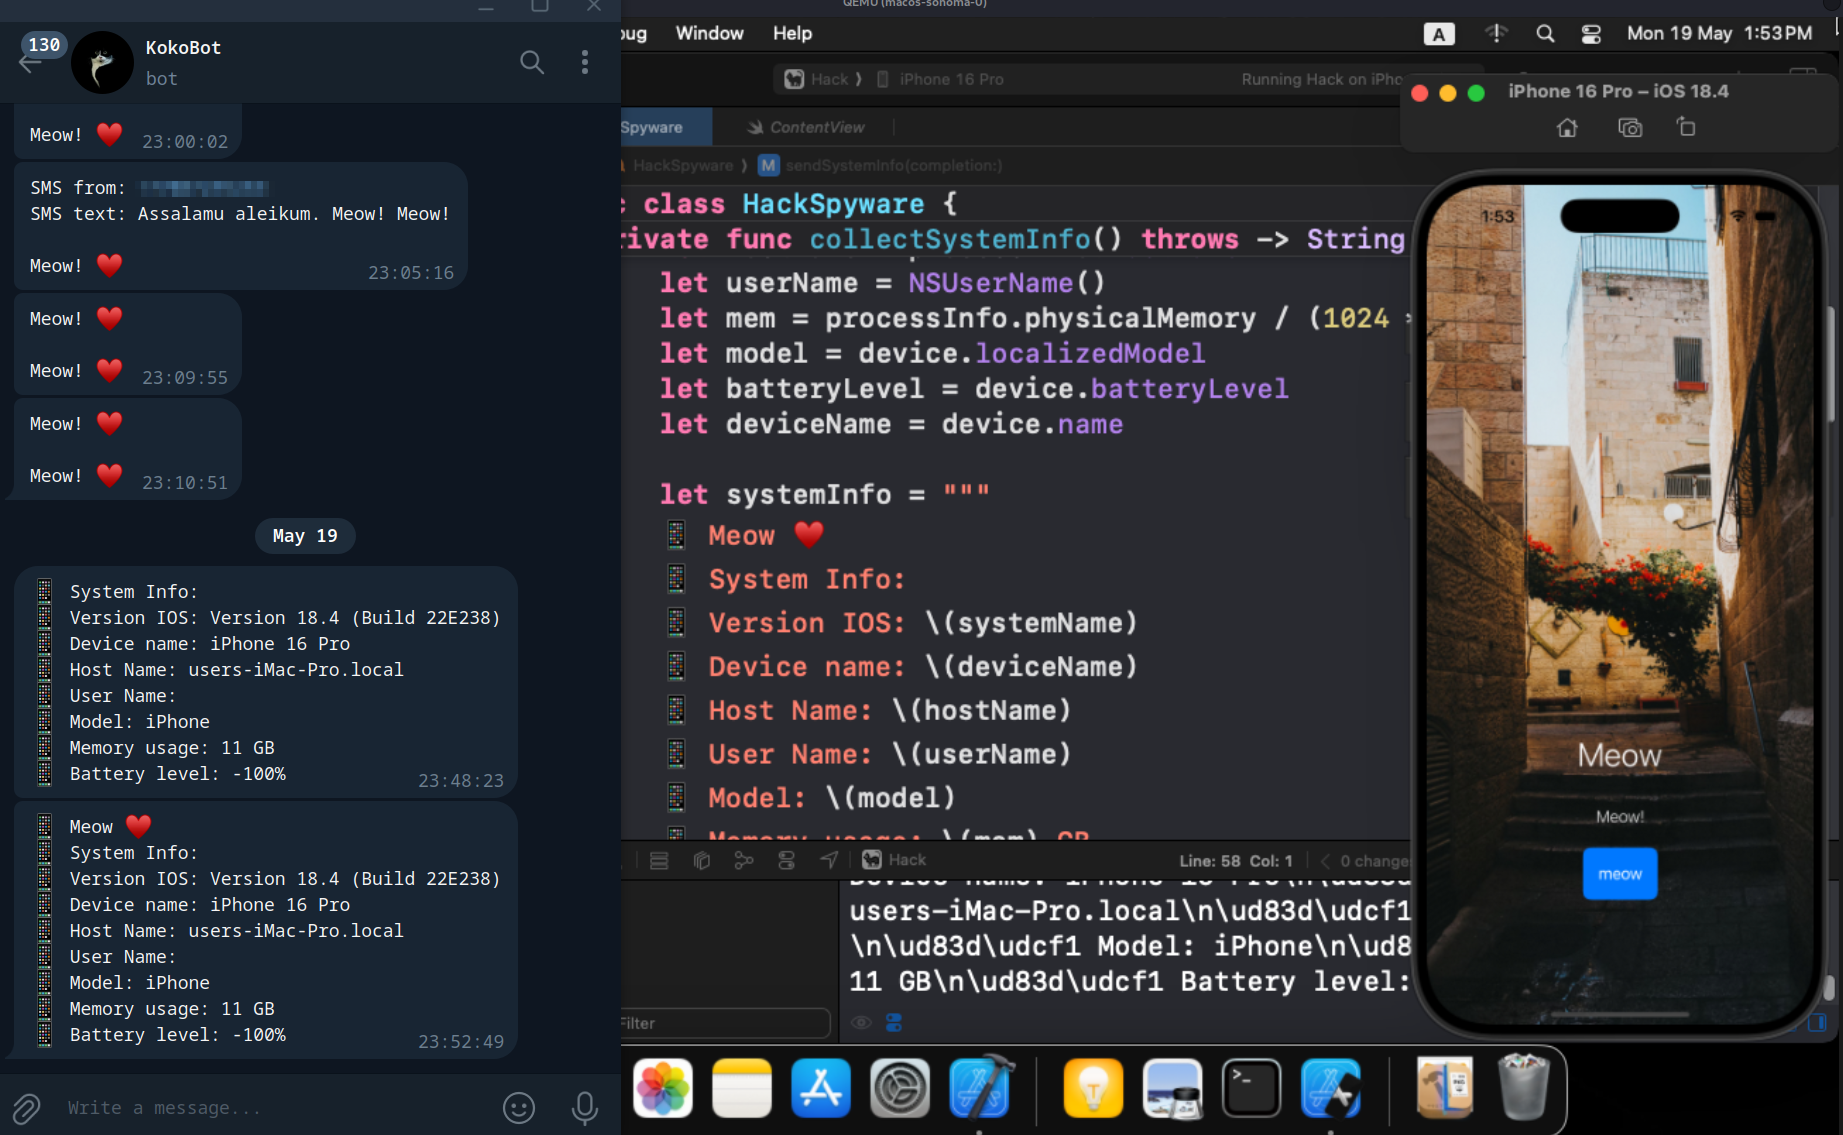 130
KokoBot
bot
Meow! ❤️ 23:00:02
SMS from:
SMS text: Assalamu aleikum. Meow! Meow!
Meow! ❤️ 23:05:16
Meow! ❤️
Meow! ❤️ 23:09:55
Meow! ❤️
Meow! ❤️ 23:10:51
May 19
📱 System Info:
📱 Version IOS: Version 18.4 (Build 22E238)
📱 Device name: iPhone 16 Pro
📱 Host Name: users-iMac-Pro.local
📱 User Name:
📱 Model: iPhone
📱 Memory usage: 11 GB
📱 Battery level: -100% 23:48:23
📱 Meow ❤️
📱 System Info:
📱 Version IOS: Version 18.4 (Build 22E238)
📱 Device name: iPhone 16 Pro
📱 Host Name: users-iMac-Pro.local
📱 User Name:
📱 Model: iPhone
📱 Memory usage: 11 GB
📱 Battery level: -100% 23:52:49
Write a message...
QEMU (macos-sonoma-0)
bug Window Help A Mon 19 May 1:53 PM
Hack ⟩ iPhone 16 Pro Running Hack on iPho
Spyware ContentView
HackSpyware ⟩ M sendSystemInfo(completion:)
c class HackSpyware {
rivate func collectSystemInfo() throws -> String
let userName = NSUserName()
let mem = processInfo.physicalMemory / (1024
let model = device.localizedModel
let batteryLevel = device.batteryLevel
let deviceName = device.name
let systemInfo = """
📱 Meow ❤️
📱 System Info:
📱 Version IOS: \(systemName)
📱 Device name: \(deviceName)
📱 Host Name: \(hostName)
📱 User Name: \(userName)
📱 Model: \(model)
📱 Memory usage: \(mem) GB
Hack Line: 58 Col: 1 0 change
Device name: iPhone 16 Pro\n\ud83d
users-iMac-Pro.local\n\ud83d\udcf1
\n\ud83d\udcf1 Model: iPhone\n\ud8
11 GB\n\ud83d\udcf1 Battery level:
Filter
iPhone 16 Pro – iOS 18.4
1:53
Meow
Meow!
meow